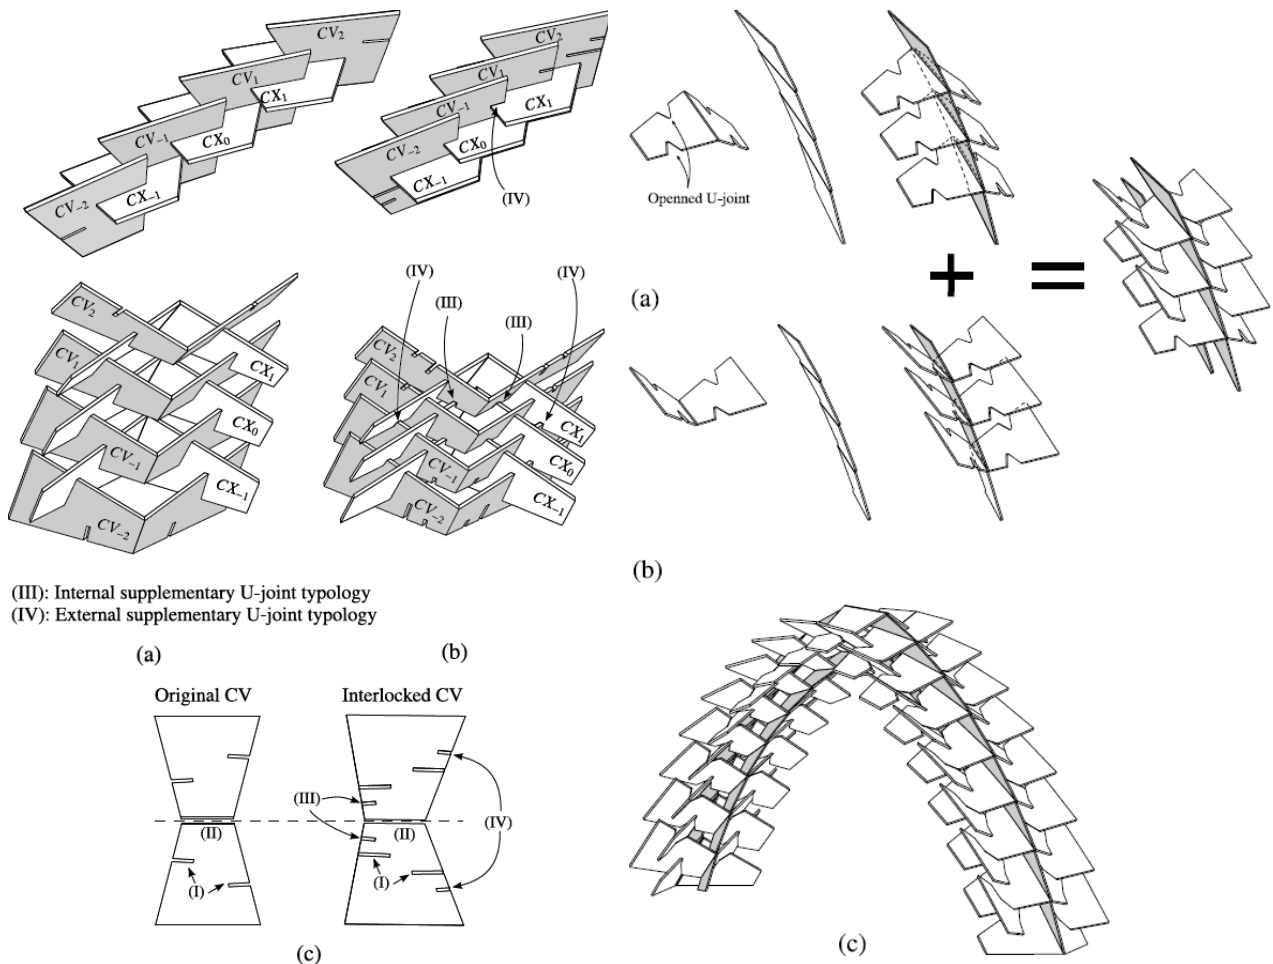 CV2
CV1
CX1
CV−1
CX0
CV−2
CX−1
CV2
CV1
CV−1
CX1
CV−2
CX0
CX−1
(IV)
Openned U-joint
(a)
(IV)
(IV)
(III)
(III)
CV2
CV1
CX1
CX0
CV−1
CX−1
CV−2
CV2
CV1
CX1
CX0
CV−1
CX−1
CV−2
(b)
(III): Internal supplementary U-joint typology
(IV): External supplementary U-joint typology
(a)
(b)
Original CV
Interlocked CV
(III)
(II)
(II)
(IV)
(I)
(I)
(c)
(c)